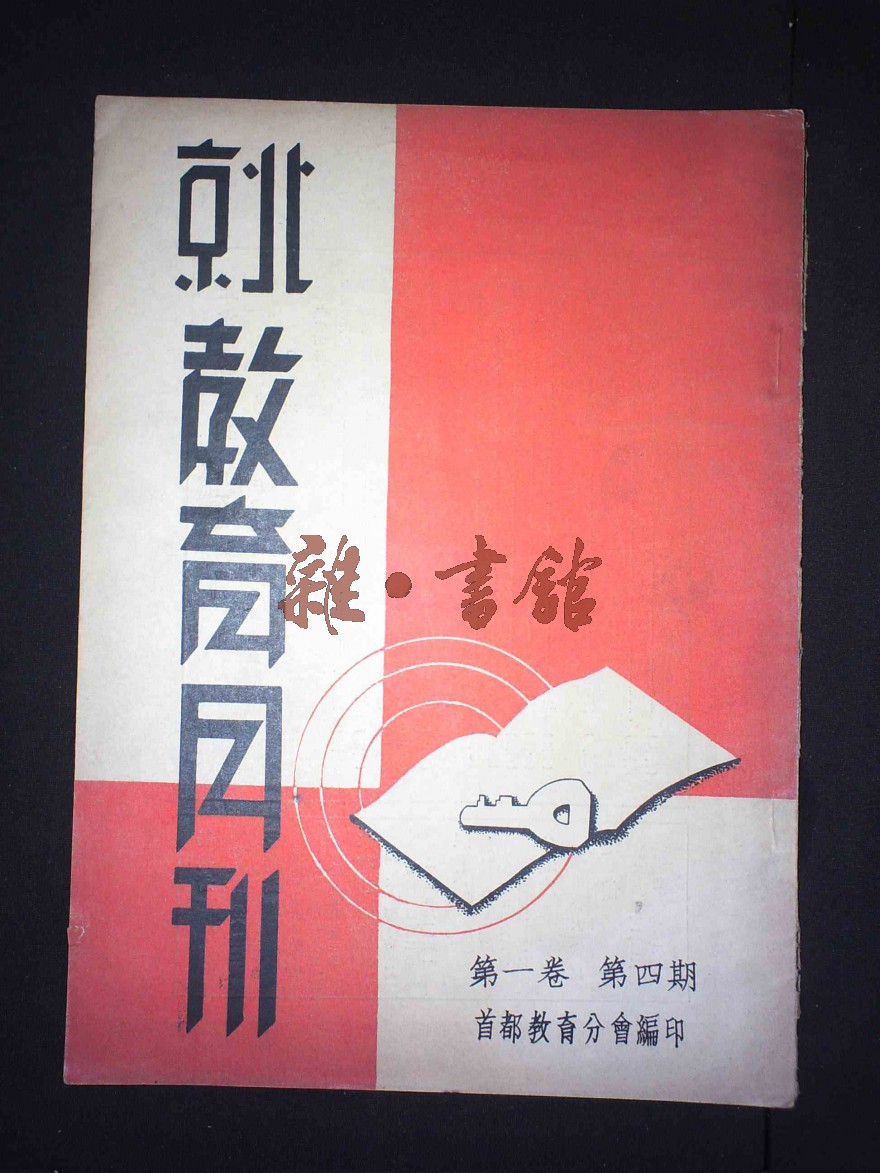 北京教育月刊
雜·書館
第一卷 第四期
首都教育分會編印